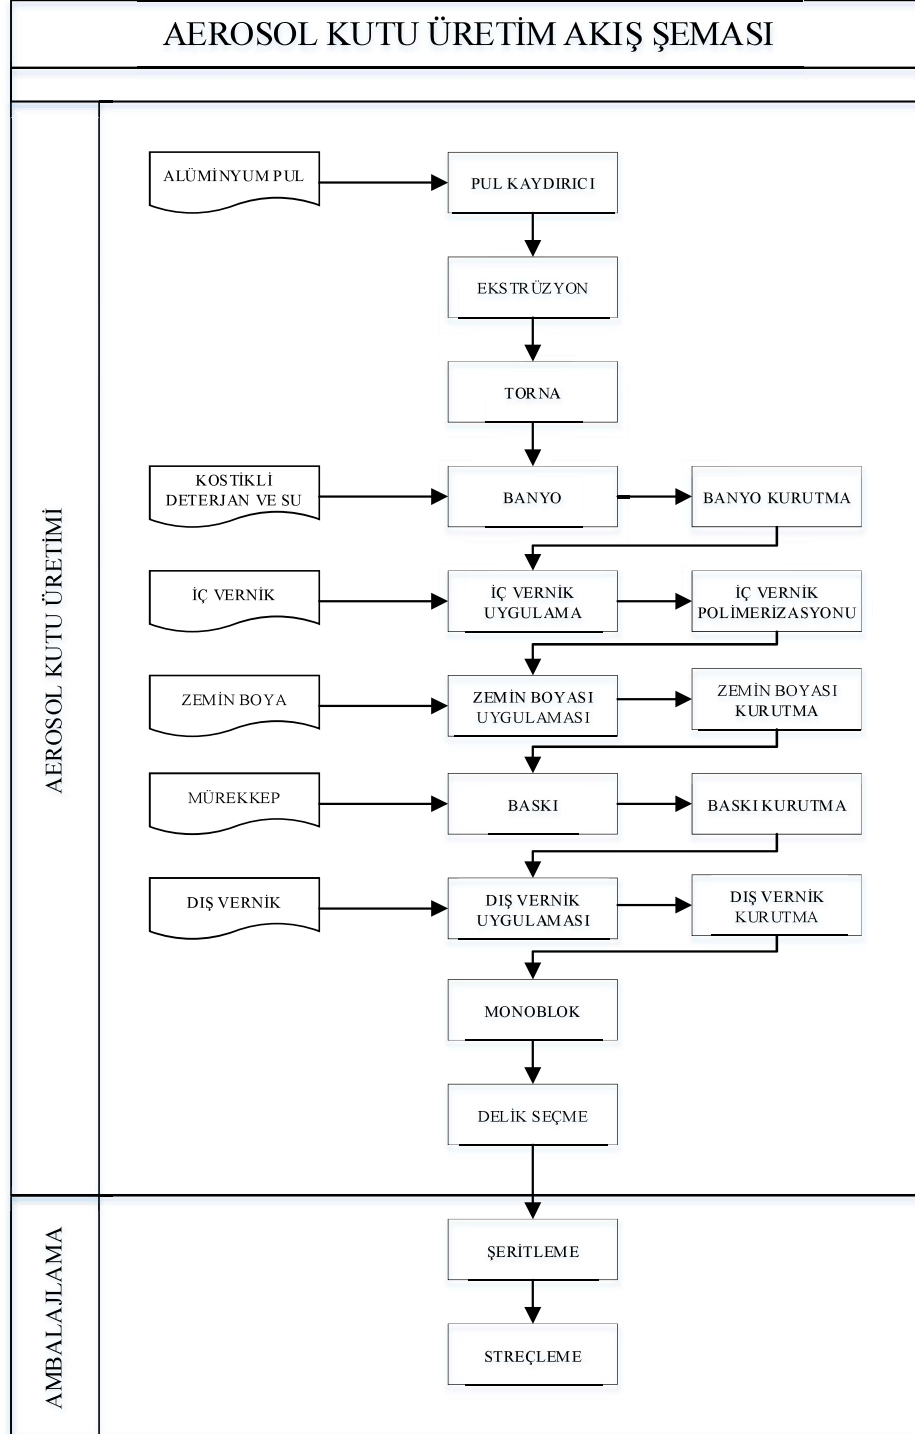 AEROSOL KUTU ÜRETİM AKIŞ ŞEMASI
AEROSOL KUTU ÜRETİMİ
ALÜMİNYUM PUL
PUL KAYDIRICI
EKSTRÜZYON
TORNA
KOSTİKLİ
DETERJAN VE SU
BANYO
BANYO KURUTMA
İÇ VERNİK
İÇ VERNİK
UYGULAMA
İÇ VERNİK
POLİMERİZASYONU
ZEMİN BOYA
ZEMİN BOYASI
UYGULAMASI
ZEMİN BOYASI
KURUTMA
MÜREKKEP
BASKI
BASKI KURUTMA
DIŞ VERNİK
DIŞ VERNİK
UYGULAMASI
DIŞ VERNİK
KURUTMA
MONOBLOK
DELİK SEÇME
AMBALAJLAMA
ŞERİTLEME
STREÇLEME